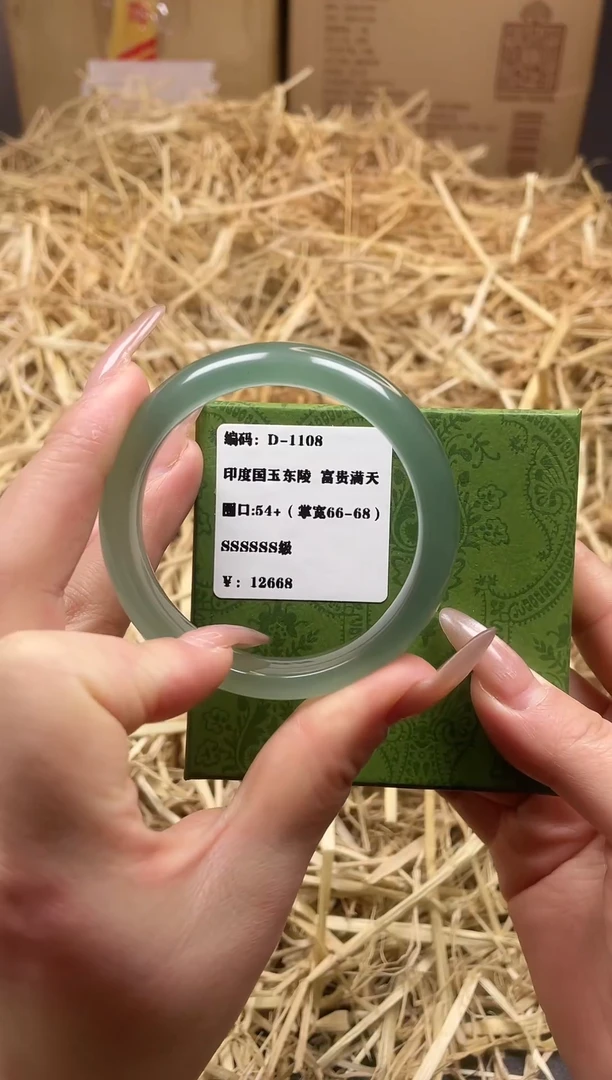 编码: D-1108
印度国玉东陵 富贵满天
圈口:54+（掌宽66-68）
SSSSSS级
¥: 12668